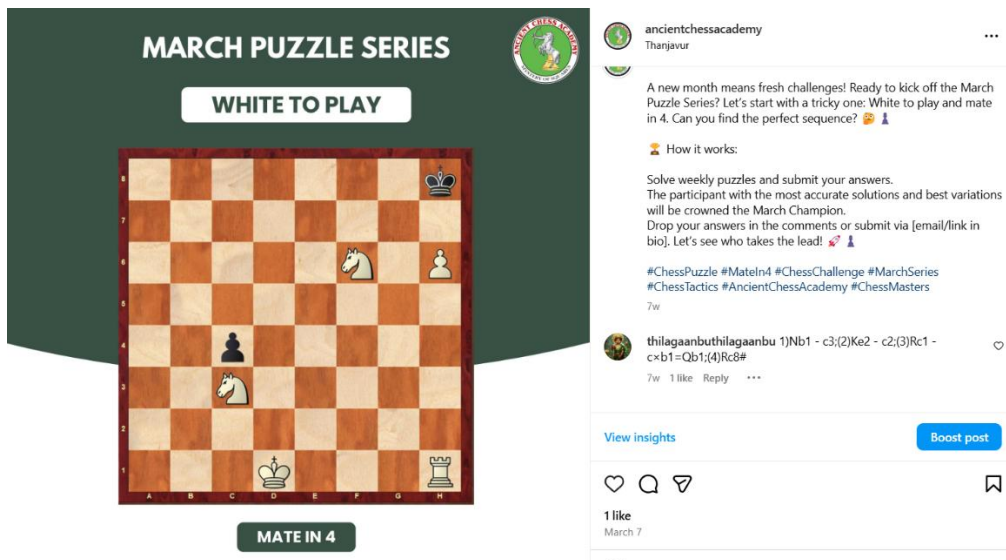 MARCH PUZZLE SERIES
WHITE TO PLAY
ANCIENT CHESS ACADEMY
8
7
6
5
4
3
2
1
A B C D E F G H
MATE IN 4
ancientchessacademy
Thanjavur
A new month means fresh challenges! Ready to kick off the March
Puzzle Series? Let's start with a tricky one: White to play and mate
in 4. Can you find the perfect sequence? 🤔 ♟️
🏆 How it works:
Solve weekly puzzles and submit your answers.
The participant with the most accurate solutions and best variations
will be crowned the March Champion.
Drop your answers in the comments or submit via [email/link in
bio]. Let's see who takes the lead! 🚀 ♟️
#ChessPuzzle #MateIn4 #ChessChallenge #MarchSeries
#ChessTactics #AncientChessAcademy #ChessMasters
7w
thilagaanbuthilagaanbu 1)Nb1 - c3;(2)Ke2 - c2;(3)Rc1 -
c×b1=Qb1;(4)Rc8#
7w 1 like Reply ...
View insights
Boost post
1 like
March 7